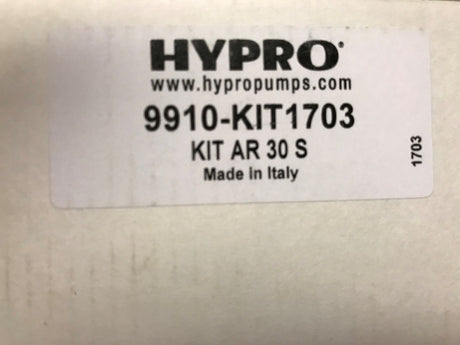 HYPRO®
www.hypropumps.com
9910-KIT1703
KIT AR 30 S
Made in Italy
1703